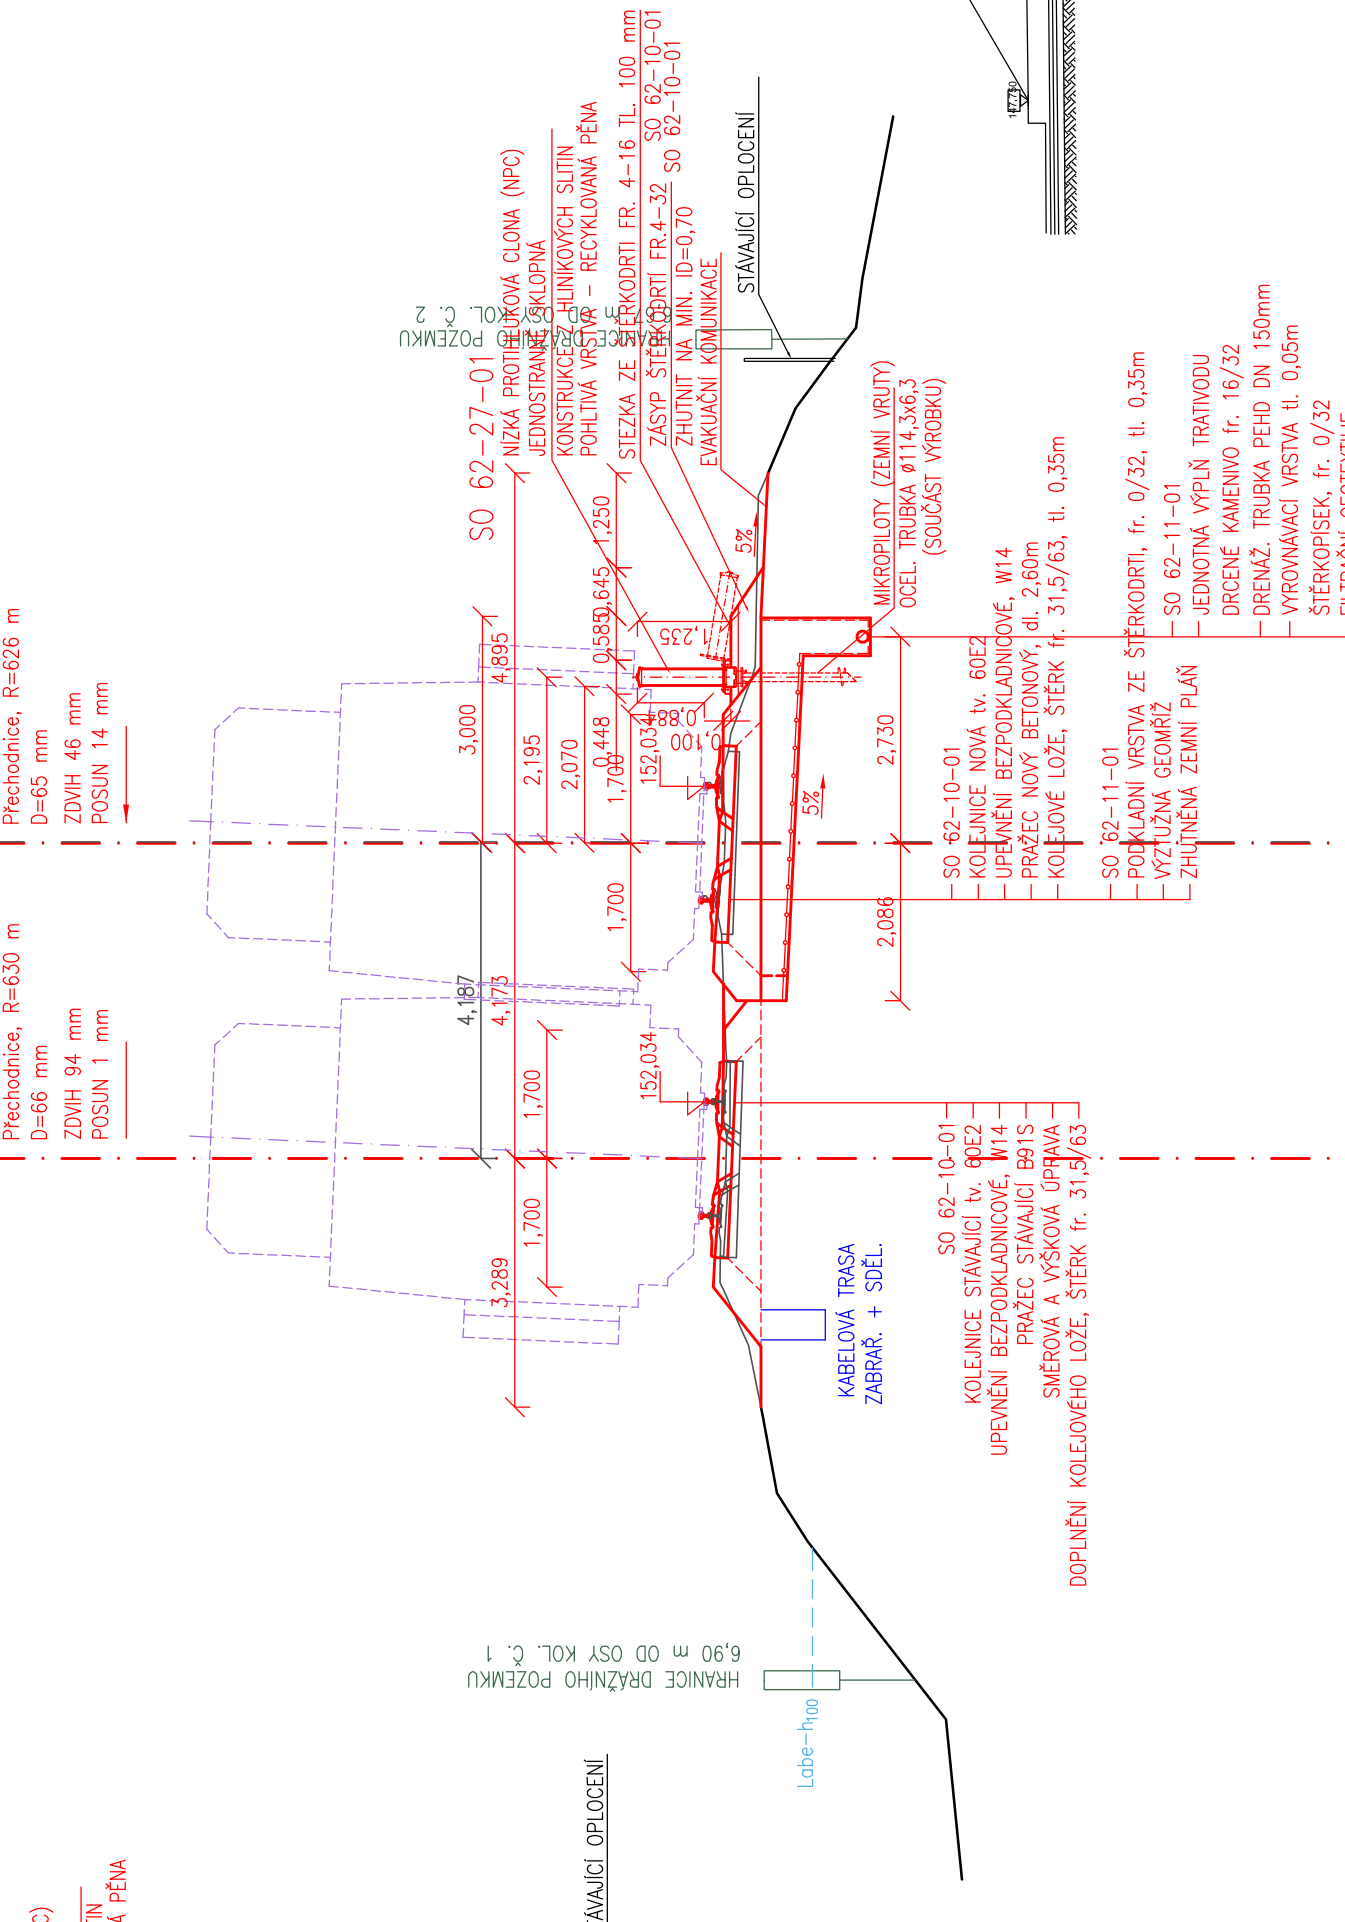 Přechodnice, R=630 m
D=66 mm
ZDVIH 94 mm
POSUN 1 mm
Přechodnice, R=626 m
D=65 mm
ZDVIH 46 mm
POSUN 14 mm
SO 62-27-01
NÍZKÁ PROTIHLUKOVÁ CLONA (NPC)
JEDNOSTRANNĚ SKLOPNÁ
KONSTRUKCE Z HLINÍKOVÝCH SLITIN
POHLTIVÁ VRSTVA – RECYKLOVANÁ PĚNA
STEZKA ZE ŠTĚRKODRTI FR. 4-16 TL. 100 mm
SO 62-10-01
ZÁSYP ŠTĚRKODRTÍ FR.4-32
SO 62-10-01
ZHUTNIT NA MIN. ID=0,70
EVAKUAČNÍ KOMUNIKACE
STÁVAJÍCÍ OPLOCENÍ
HRANICE DRÁŽNÍHO POZEMKU
6,67 m OD OSY KOL. Č. 2
147.750
4,187
3,000
3,289
4,173
4,895
2,195
1,700
1,700
2,070
0,448
0,585
0,645
1,250
1,700
1,700
152,034
152,034
1,235
0,884
0,100
5%
5%
2,086
2,730
MIKROPILOTY (ZEMNÍ VRUTY)
OCEL. TRUBKA ø114,3x6,3
(SOUČÁST VÝROBKU)
KABELOVÁ TRASA
ZABRAŘ. + SDĚL.
SO 62-10-01
KOLEJNICE STÁVAJÍCÍ tv. 60E2
UPEVNĚNÍ BEZPODKLADNICOVÉ, W14
PRAŽEC STÁVAJÍCÍ B91S
SMĚROVÁ A VÝŠKOVÁ ÚPRAVA
DOPLNĚNÍ KOLEJOVÉHO LOŽE, ŠTĚRK fr. 31,5/63
SO 62-10-01
KOLEJNICE NOVÁ tv. 60E2
UPEVNĚNÍ BEZPODKLADNICOVÉ, W14
PRAŽEC NOVÝ BETONOVÝ, dl. 2,60m
KOLEJOVÉ LOŽE, ŠTĚRK fr. 31,5/63, tl. 0,35m
SO 62-11-01
PODKLADNÍ VRSTVA ZE ŠTĚRKODRTI, fr. 0/32, tl. 0,35m
VÝZTUŽNÁ GEOMŘÍŽ
ZHUTNĚNÁ ZEMNÍ PLÁŇ
SO 62-11-01
JEDNOTNÁ VÝPLŇ TRATIVODU
DRCENÉ KAMENIVO fr. 16/32
DRENÁŽ. TRUBKA PEHD DN 150mm
VYROVNÁVACÍ VRSTVA tl. 0,05m
ŠTĚRKOPÍSEK, fr. 0/32
HRANICE DRÁŽNÍHO POZEMKU
6,90 m OD OSY KOL. Č. 1
Labe-h100
TÁVAJÍCÍ OPLOCENÍ
C)
TIN
Á PĚNA